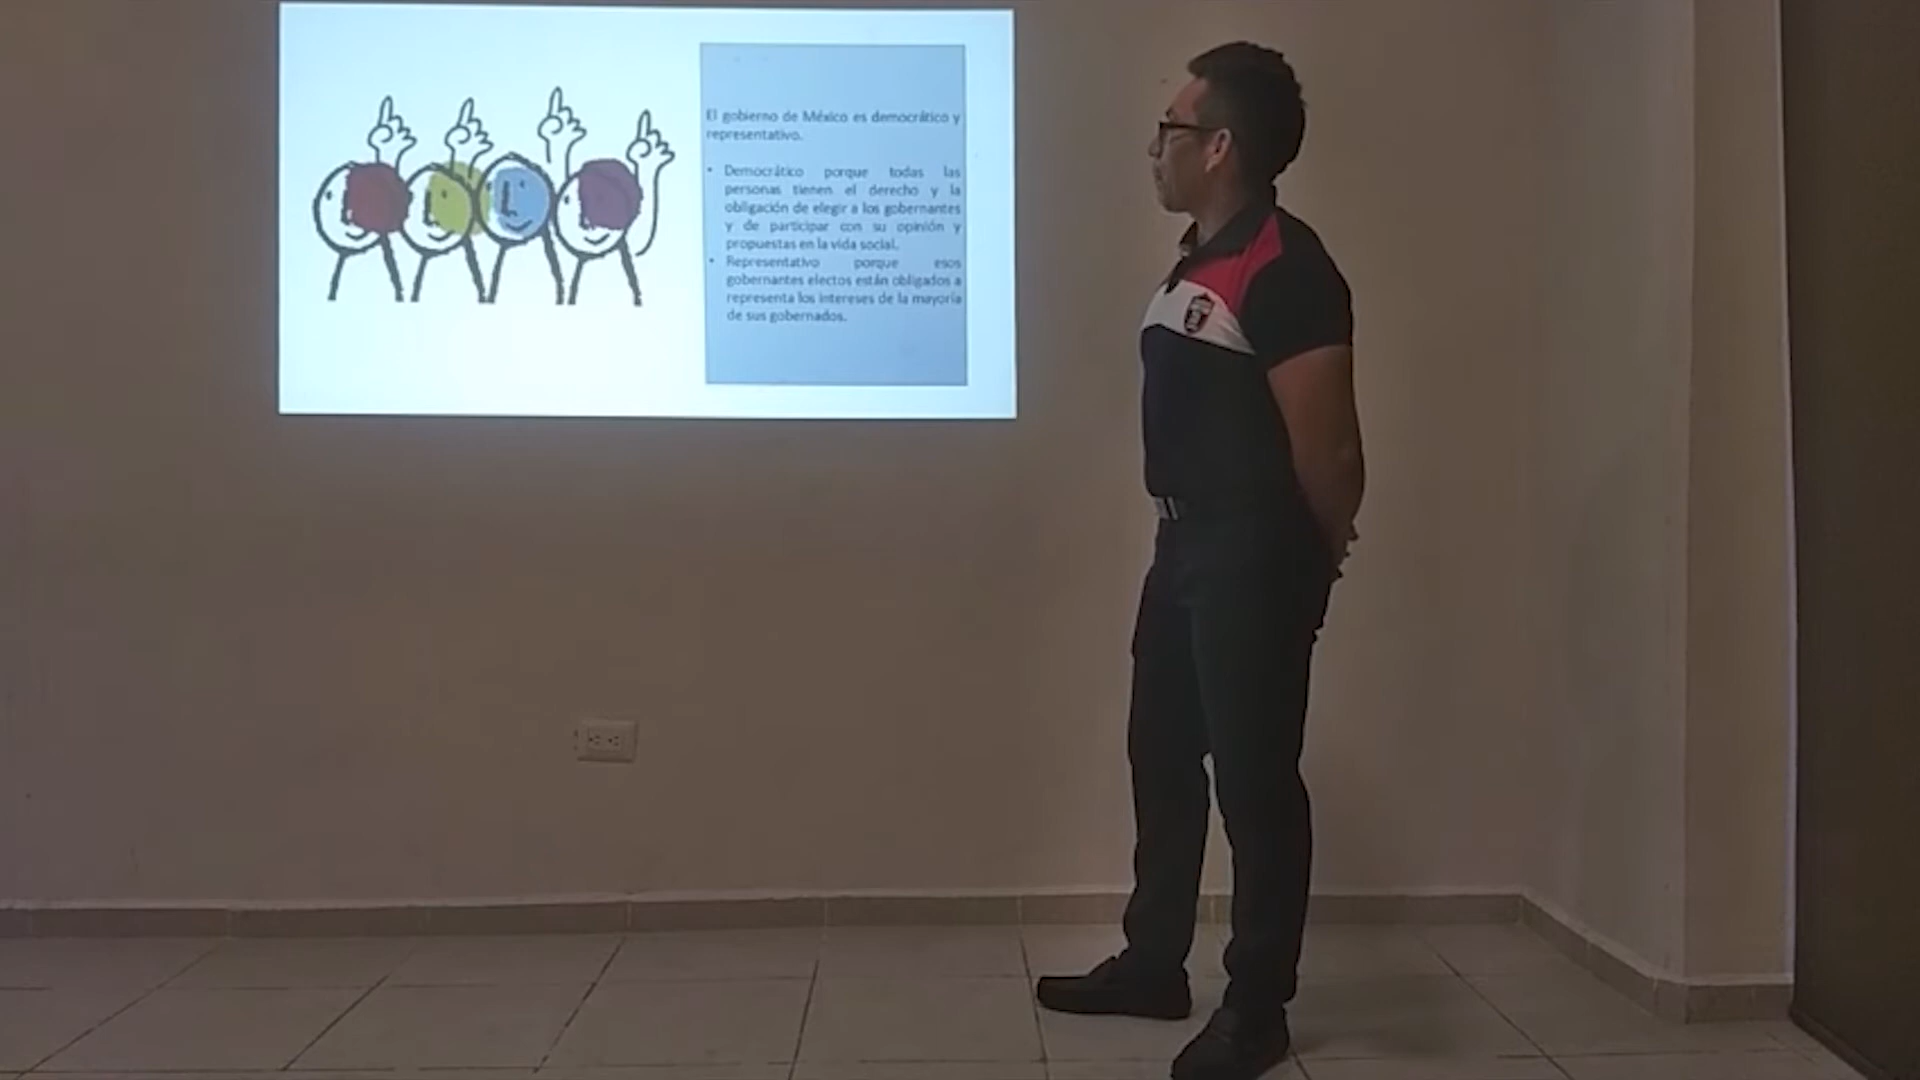 El gobierno de México es democrático y
representativo.
• Democrático porque todas las
personas tienen el derecho y la
obligación de elegir a los gobernantes
y de participar con su opinión y
propuestas en la vida social.
• Representativo porque esos
gobernantes electos están obligados a
representa los intereses de la mayoría
de sus gobernados.